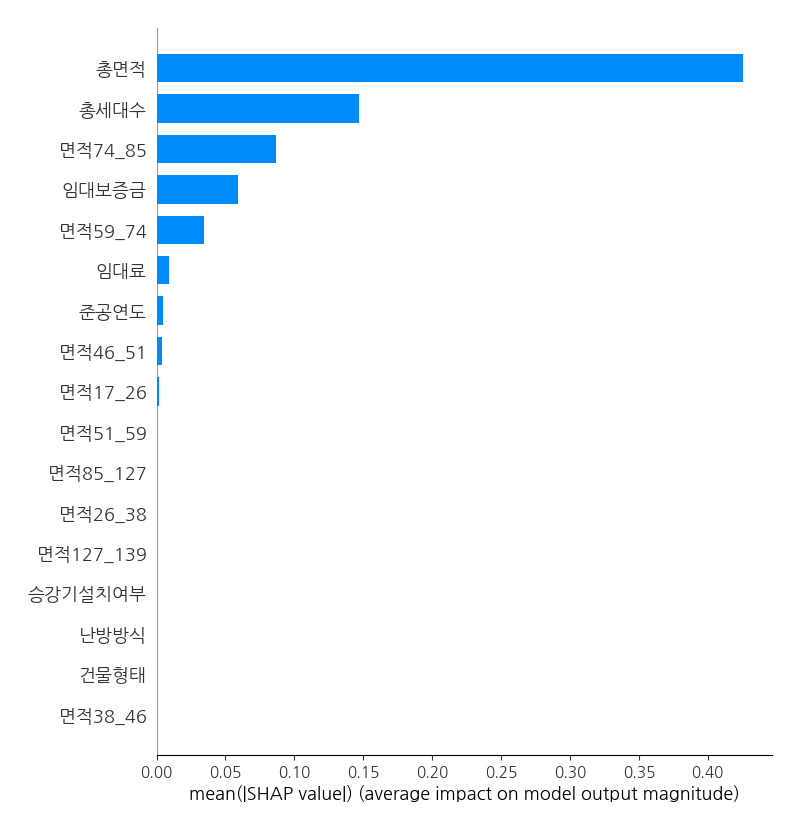 총면적
총세대수
면적74_85
임대보증금
면적59_74
임대료
준공연도
면적46_51
면적17_26
면적51_59
면적85_127
면적26_38
면적127_139
승강기설치여부
난방방식
건물형태
면적38_46
0.00 0.05 0.10 0.15 0.20 0.25 0.30 0.35 0.40
mean(|SHAP value|) (average impact on model output magnitude)